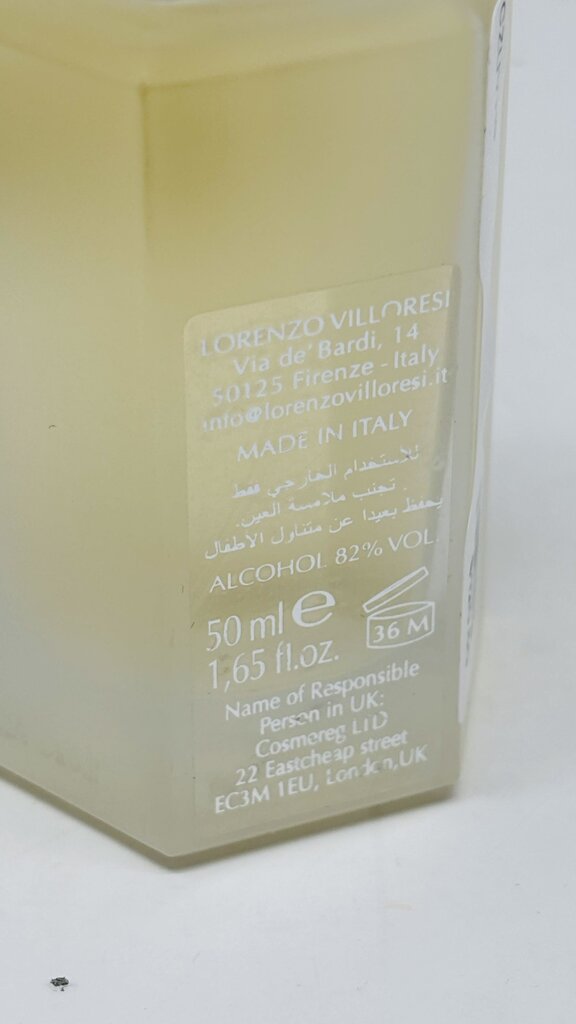 LORENZO VILLORESI
Via de' Bardi, 14
50125 Firenze - Italy
info@lorenzovilloresi.it
MADE IN ITALY
للاستخدام الخارجي فقط
تجنب ملامسة العين.
يحفظ بعيدا عن متناول الاطفال
ALCOHOL 82% VOL.
50 ml e
1,65 fl.oz.
36 M
Name of Responsible
Person in UK:
Cosmereg LTD
22 Eastcheap street
EC3M 1EU, London,UK